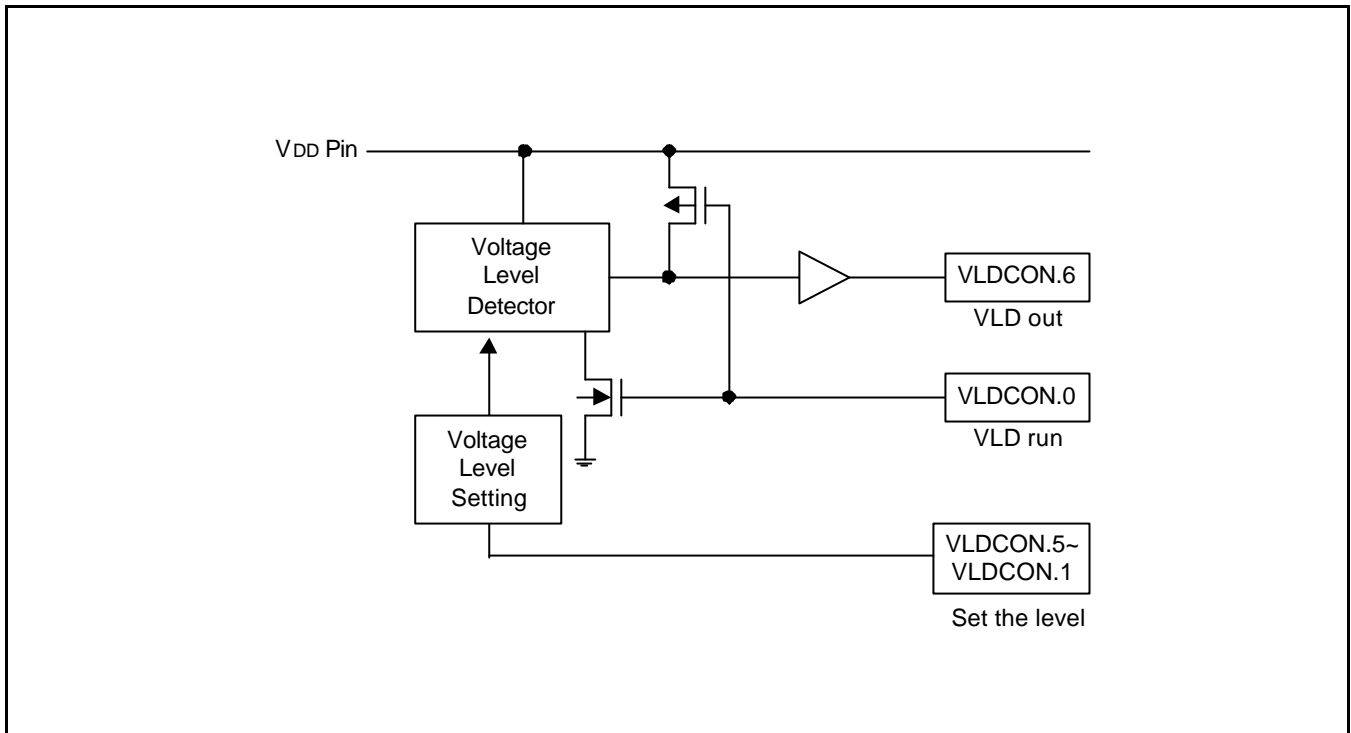 VDD Pin
Voltage
Level
Detector
VLDCON.6
VLD out
VLDCON.0
VLD run
Voltage
Level
Setting
VLDCON.5~
VLDCON.1
Set the level